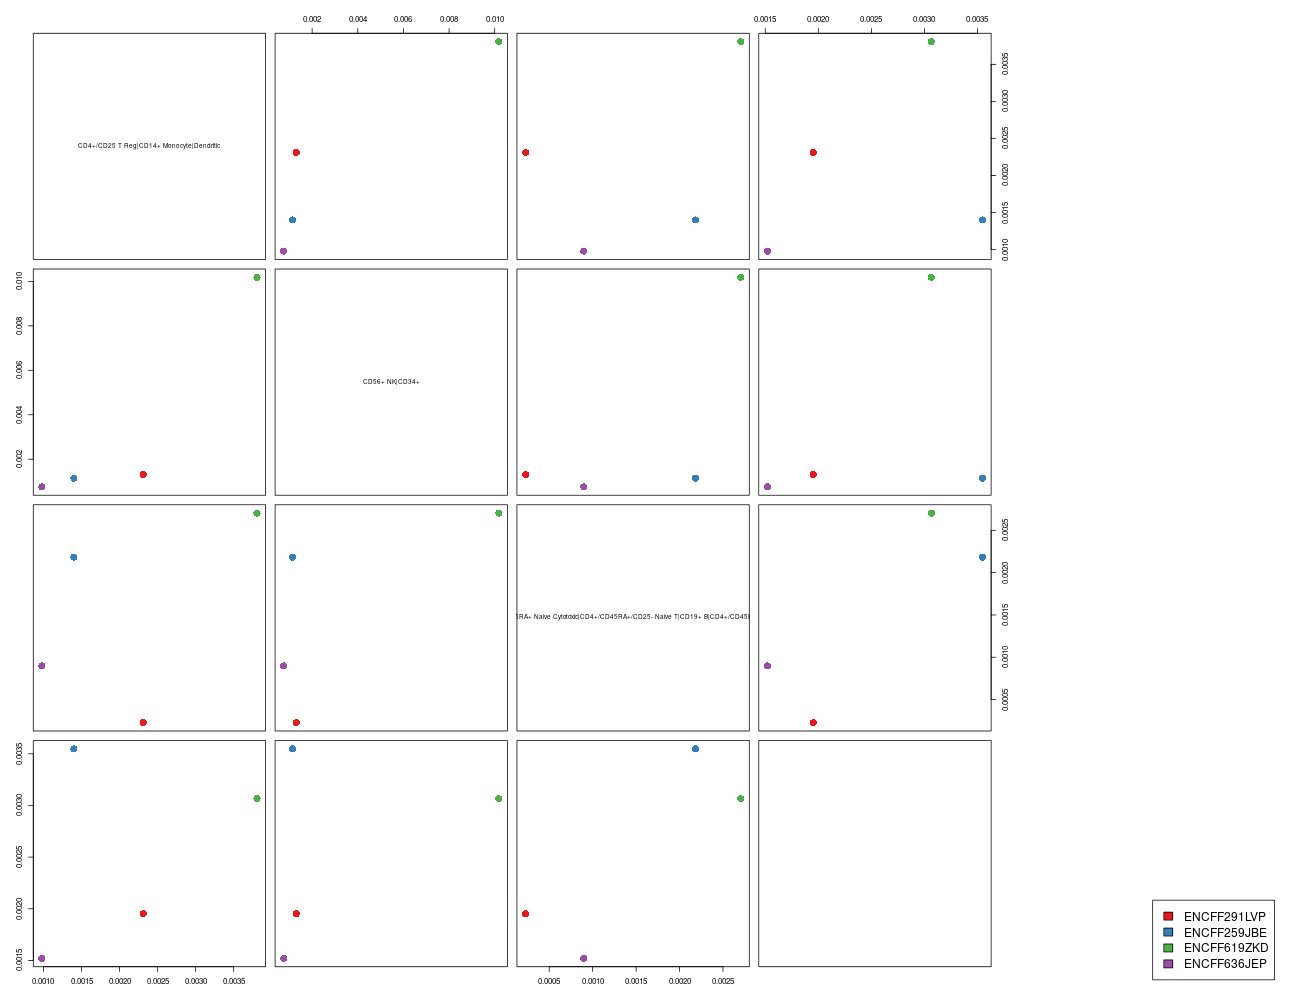 0.002 0.004 0.006 0.008 0.010
0.0015 0.0020 0.0025 0.0030 0.0035
CD4+/CD25 T Reg|CD14+ Monocyte|Dendritic
0.0010 0.0015 0.0020 0.0025 0.0030 0.0035
0.002 0.004 0.006 0.008 0.010
CD56+ NK|CD34+
5RA+ Naive Cytotoxic|CD4+/CD45RA+/CD25- Naive T|CD19+ B|CD4+/CD45R
0.0005 0.0010 0.0015 0.0020 0.0025
0.0015 0.0020 0.0025 0.0030 0.0035
0.0010 0.0015 0.0020 0.0025 0.0030 0.0035
0.0005 0.0010 0.0015 0.0020 0.0025
ENCFF291LVP
ENCFF259JBE
ENCFF619ZKD
ENCFF636JEP